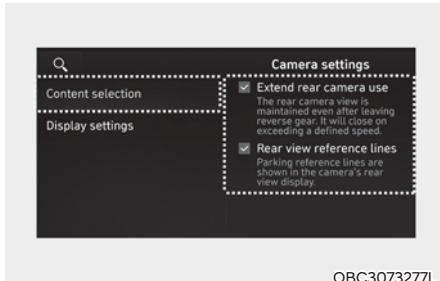 Camera settings
Content selection
Display settings
Extend rear camera use
The rear camera view is
maintained even after leaving
reverse gear. It will close on
exceeding a defined speed.
Rear view reference lines
Parking reference lines are
shown in the camera's rear
view display.
OBC3073277L